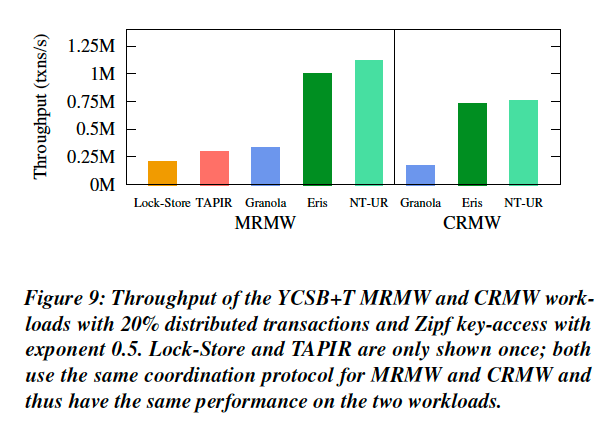 Throughput (txns/s)
1.25M
1M
0.75M
0.5M
0.25M
0M
Lock-Store TAPIR Granola Eris NT-UR Granola Eris NT-UR
MRMW CRMW
Figure 9: Throughput of the YCSB+T MRMW and CRMW work-
loads with 20% distributed transactions and Zipf key-access with
exponent 0.5. Lock-Store and TAPIR are only shown once; both
use the same coordination protocol for MRMW and CRMW and
thus have the same performance on the two workloads.